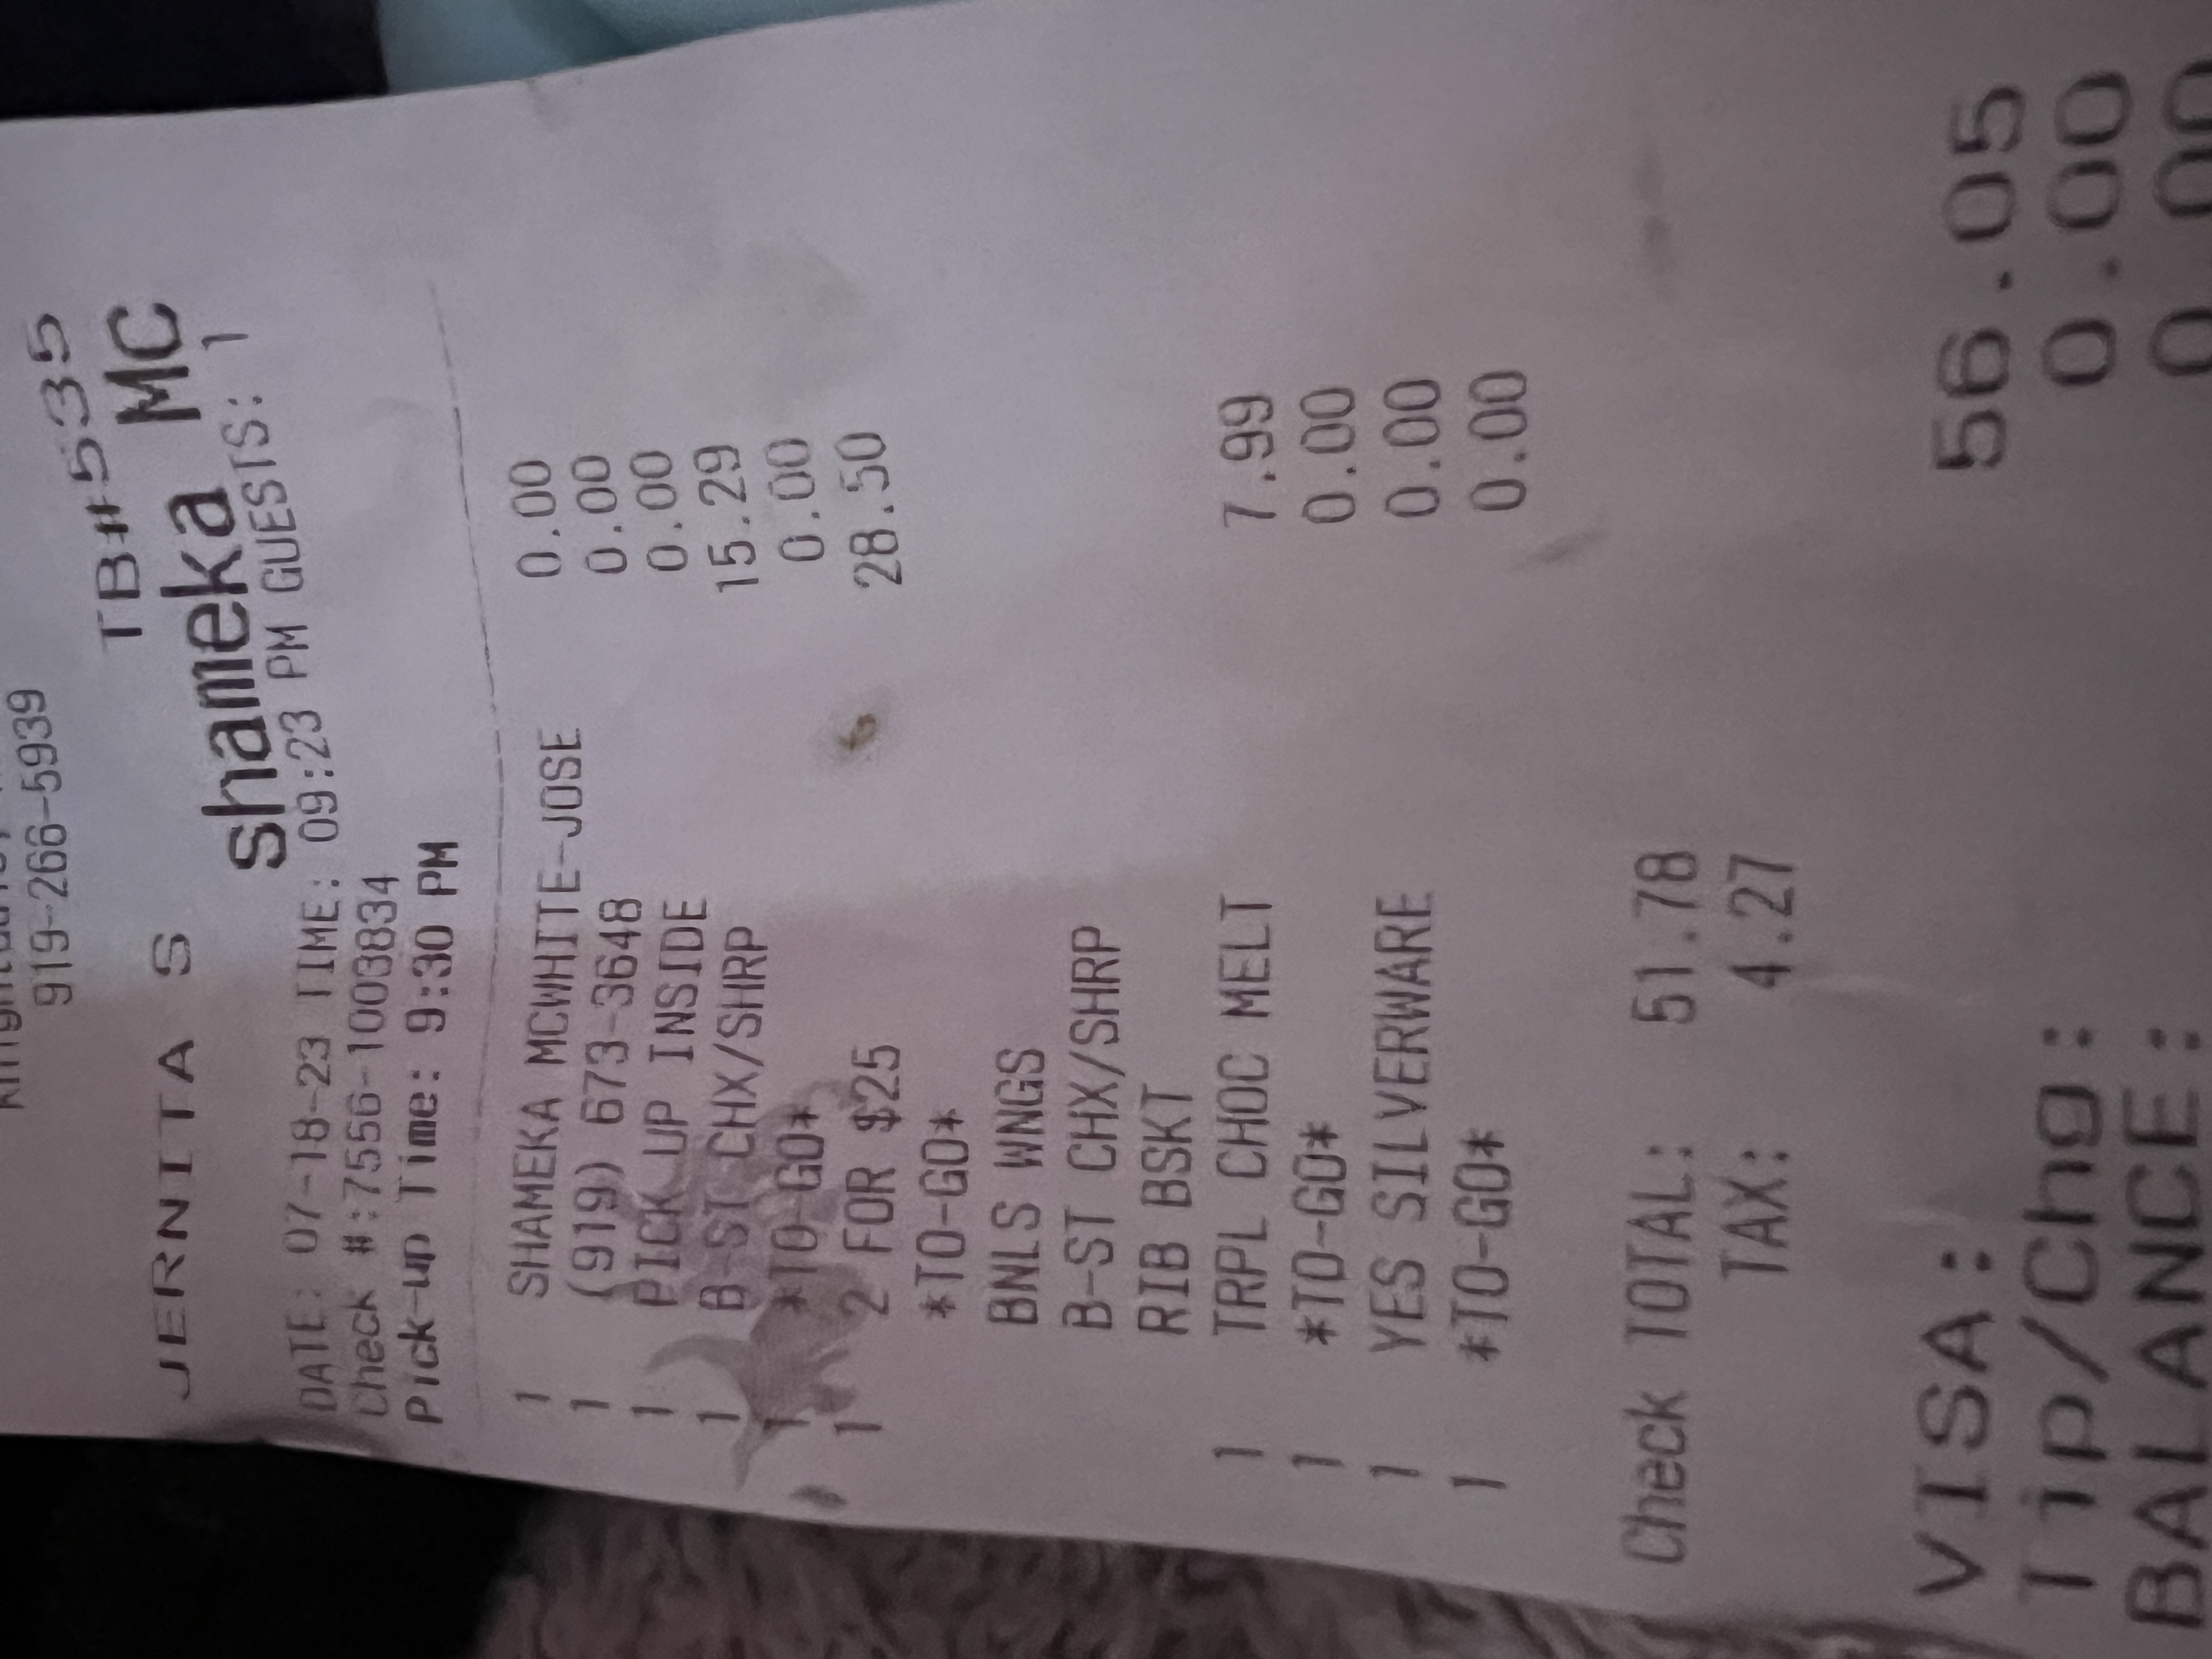 919-266-5939
TB#5535
JERNITA S
shameka MC
DATE: 07-18-23 TIME: 09:23 PM GUESTS: 1
Check #:7556-1003834
Pick-up Time: 9:30 PM
1 SHAMEKA MCWHITE-JOSE 0.00
1 (919) 673-3648 0.00
1 PICK UP INSIDE 0.00
1 B-ST CHX/SHRP 15.29
1 *TO-GO* 0.00
1 2 FOR $25 28.50
*TO-GO*
BNLS WNGS
B-ST CHX/SHRP
RIB BSKT
1 TRPL CHOC MELT 7.99
1 *TO-GO* 0.00
1 YES SILVERWARE 0.00
1 *TO-GO* 0.00
Check TOTAL: 51.78
TAX: 4.27
VISA: 56.05
Tip/Chg: 0.00
BALANCE: 0.00